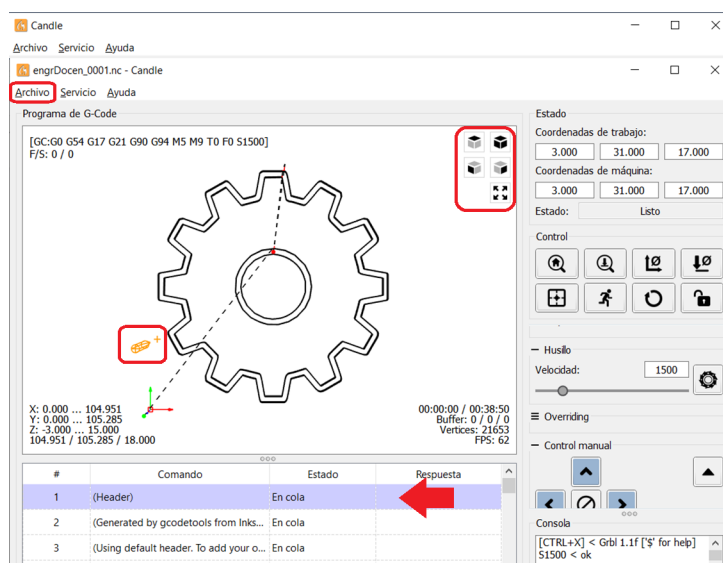 Candle
Archivo Servicio Ayuda
engrDocen_0001.nc - Candle
Archivo Servicio Ayuda
Programa de G-Code
[GC:G0 G54 G17 G21 G90 G94 M5 M9 T0 F0 S1500]
F/S: 0 / 0
X: 0.000 ... 104.951
Y: 0.000 ... 105.285
Z: -3.000 ... 15.000
104.951 / 105.285 / 18.000
00:00:00 / 00:38:50
Buffer: 0 / 0 / 0
Vertices: 21653
FPS: 62
# Comando Estado Respuesta
1 (Header) En cola
2 (Generated by gcodetools from Inks... En cola
3 (Using default header. To add your o... En cola
Estado
Coordenadas de trabajo:
3.000 31.000 17.000
Coordenadas de máquina:
3.000 31.000 17.000
Estado: Listo
Control
Husilo
Velocidad: 1500
Overriding
Control manual
Consola
[CTRL+X] < Grbl 1.1f ['$' for help]
S1500 < ok